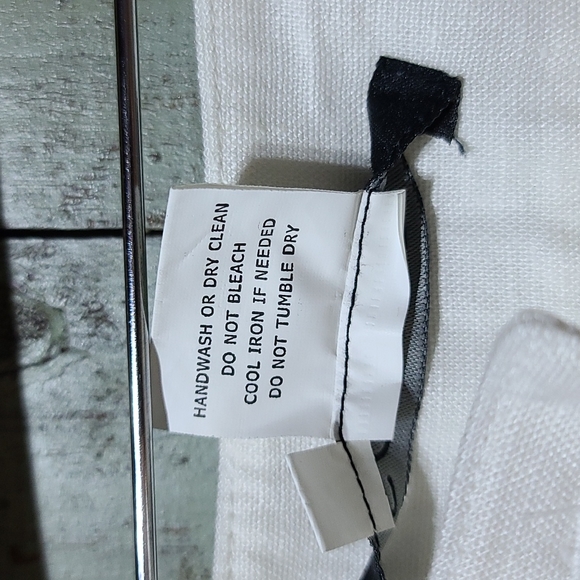 HANDWASH OR DRY CLEAN
DO NOT BLEACH
COOL IRON IF NEEDED
DO NOT TUMBLE DRY